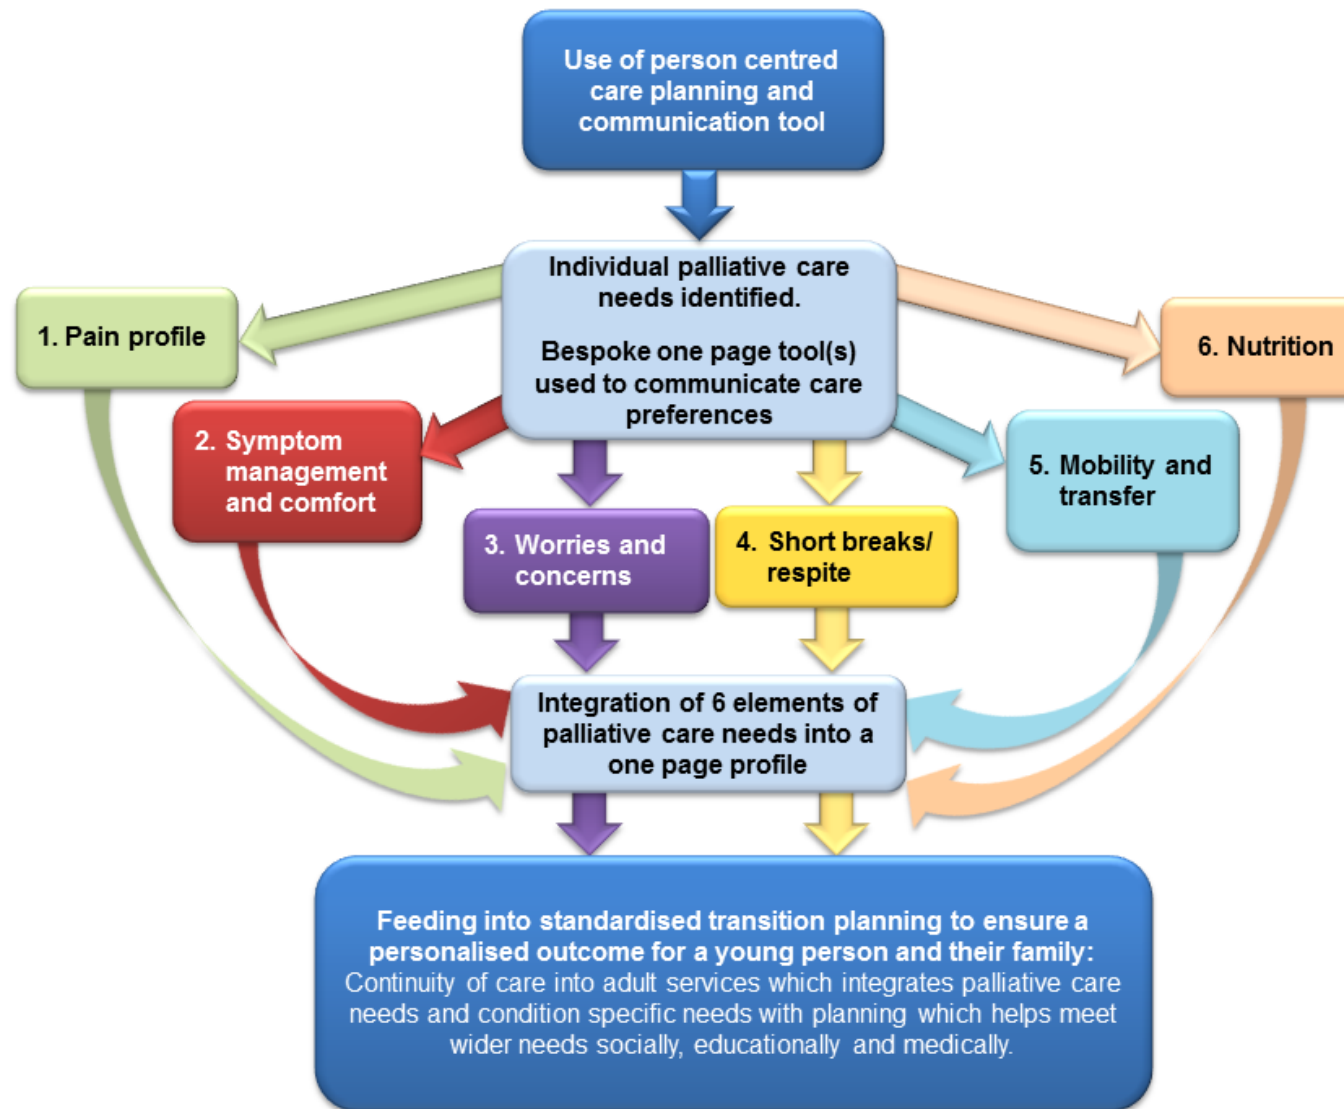 Use of person centred
care planning and
communication tool
Individual palliative care
needs identified.
Bespoke one page tool(s)
used to communicate care
preferences
1. Pain profile
6. Nutrition
2. Symptom
management
and comfort
5. Mobility and
transfer
3. Worries and
concerns
4. Short breaks/
respite
Integration of 6 elements of
palliative care needs into a
one page profile
Feeding into standardised transition planning to ensure a
personalised outcome for a young person and their family:
Continuity of care into adult services which integrates palliative care
needs and condition specific needs with planning which helps meet
wider needs socially, educationally and medically.